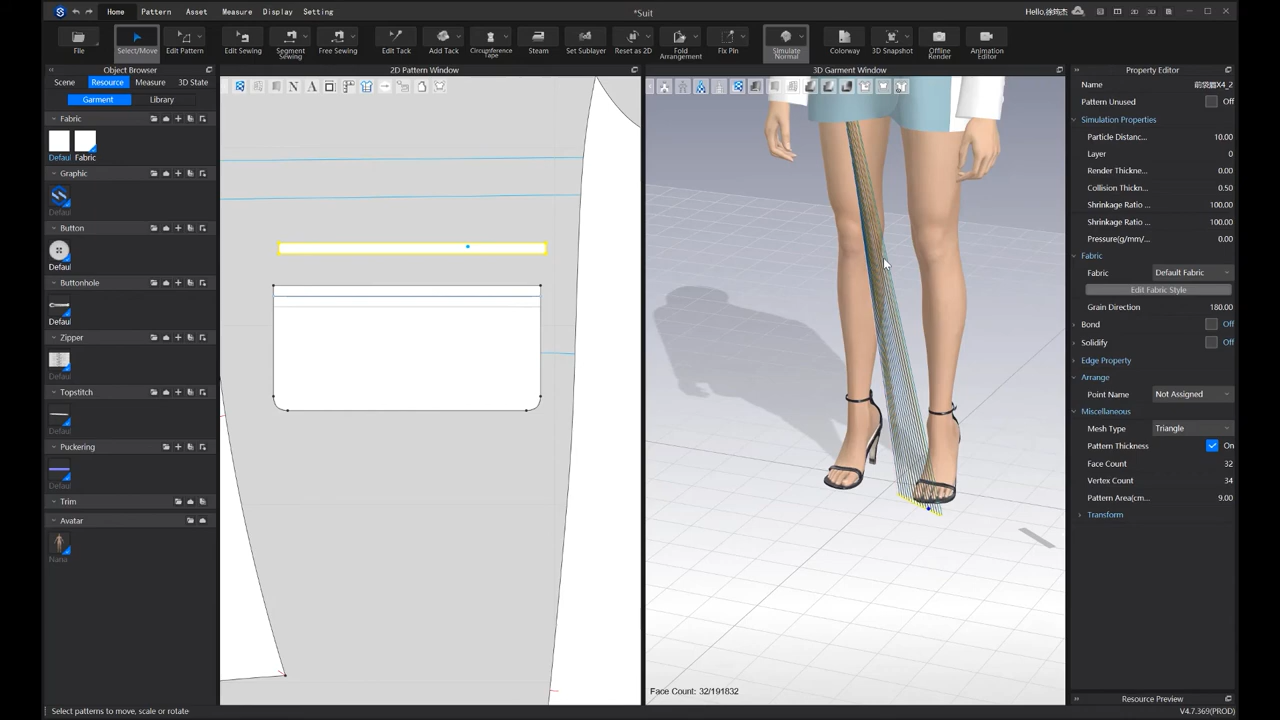 Home
Pattern
Asset
Measure
Display
Setting
*Suit
Hello,徐筠杰
File
Select/Move
Edit Pattern
Edit Sewing
Segment Sewing
Free Sewing
Edit Tack
Add Tack
Circumference Tape
Steam
Set Sublayer
Reset as 2D
Fold Arrangement
Fix Pin
Simulate Normal
Colorway
3D Snapshot
Offline Render
Animation Editor
Object Browser
2D Pattern Window
3D Garment Window
Property Editor
Scene
Resource
Measure
3D State
Garment
Library
Fabric
Defaul
Fabric
Graphic
Defaul
Button
Defaul
Buttonhole
Defaul
Zipper
Defaul
Topstitch
Defaul
Puckering
Defaul
Trim
Avatar
Naria
Face Count: 32/191832
Name 前袋眉X4_2
Pattern Unused Off
Simulation Properties
Particle Distanc... 10.00
Layer 0
Render Thickne... 0.00
Collision Thickn... 0.50
Shrinkage Ratio ... 100.00
Shrinkage Ratio ... 100.00
Pressure(g/mm/... 0.00
Fabric
Fabric Default Fabric
Edit Fabric Style
Grain Direction 180.00
Bond Off
Solidify Off
Edge Property
Arrange
Point Name Not Assigned
Miscellaneous
Mesh Type Triangle
Pattern Thickness On
Face Count 32
Vertex Count 34
Pattern Area(cm... 9.00
Transform
Resource Preview
Select patterns to move, scale or rotate
V4.7.369(PROD)